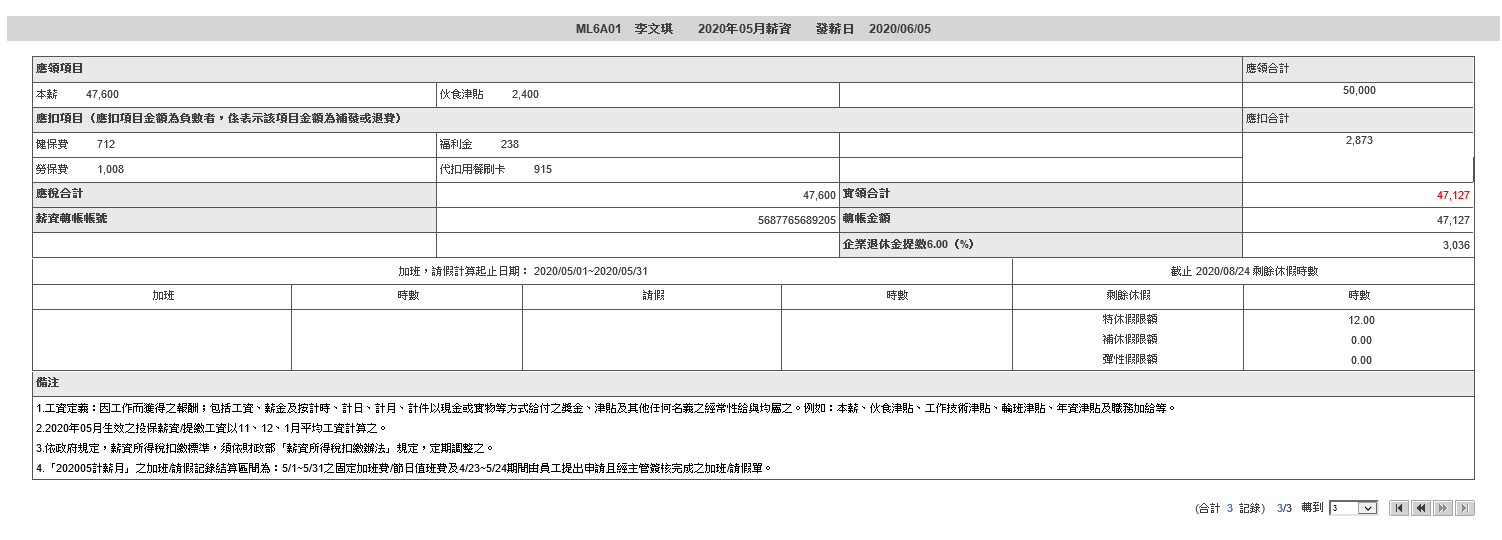 ML6A01 李文琪 2020年05月薪資 發薪日 2020/06/05
應領項目 應領合計
本薪 47,600 伙食津貼 2,400 50,000
應扣項目（應扣項目金額為負數者，係表示該項目金額為補發或退費） 應扣合計
健保費 712 福利金 238 2,873
勞保費 1,008 代扣用餐刷卡 915
應稅合計 47,600 實領合計 47,127
薪資轉帳帳號 5687765689205 轉帳金額 47,127
企業退休金提繳6.00（%） 3,036
加班，請假計算起止日期： 2020/05/01~2020/05/31 截止 2020/08/24 剩餘休假時數
加班 時數 請假 時數 剩餘休假 時數
特休假限額 12.00
補休假限額 0.00
彈性假限額 0.00
備注
1.工資定義：因工作而獲得之報酬；包括工資、薪金及按計時、計日、計月、計件以現金或實物等方式給付之獎金、津貼及其他任何名義之經常性給與均屬之。例如：本薪、伙食津貼、工作技術津貼、輪班津貼、年資津貼及職務加給等。
2.2020年05月生效之投保薪資/提繳工資以11、12、1月平均工資計算之。
3.依政府規定，薪資所得稅扣繳標準，須依財政部「薪資所得稅扣繳辦法」規定，定期調整之。
4.「202005計薪月」之加班/請假記錄結算區間為：5/1~5/31之固定加班費/節日值班費及4/23~5/24期間由員工提出申請且經主管簽核完成之加班/請假單。
(合計 3 記錄) 3/3 轉到 3